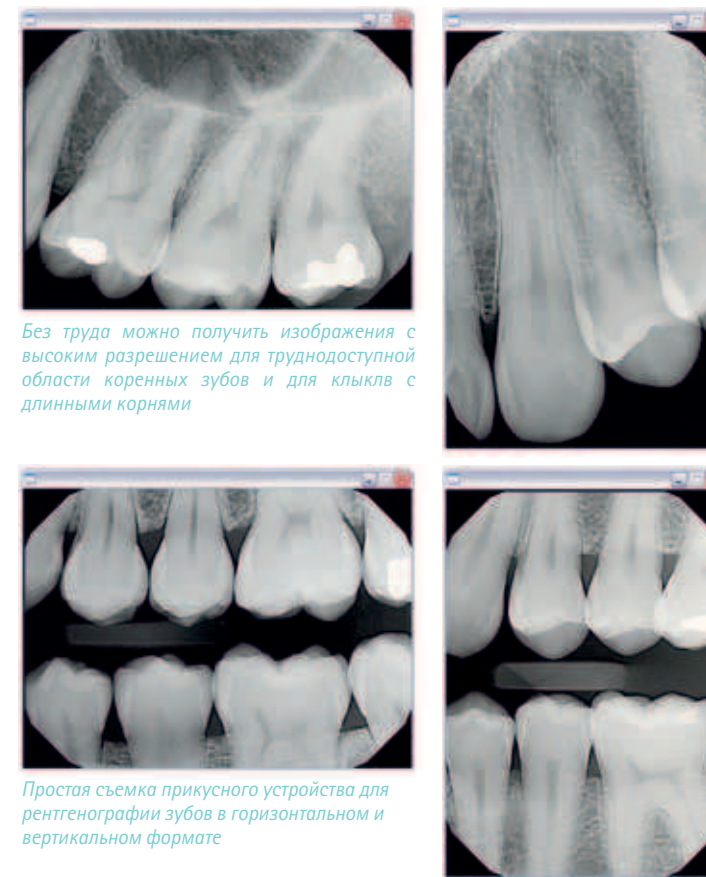 Без труда можно получить изображения с
высоким разрешением для труднодоступной
области коренных зубов и для клыклв с
длинными корнями
Простая съемка прикусного устройства для
рентгенографии зубов в горизонтальном и
вертикальном формате